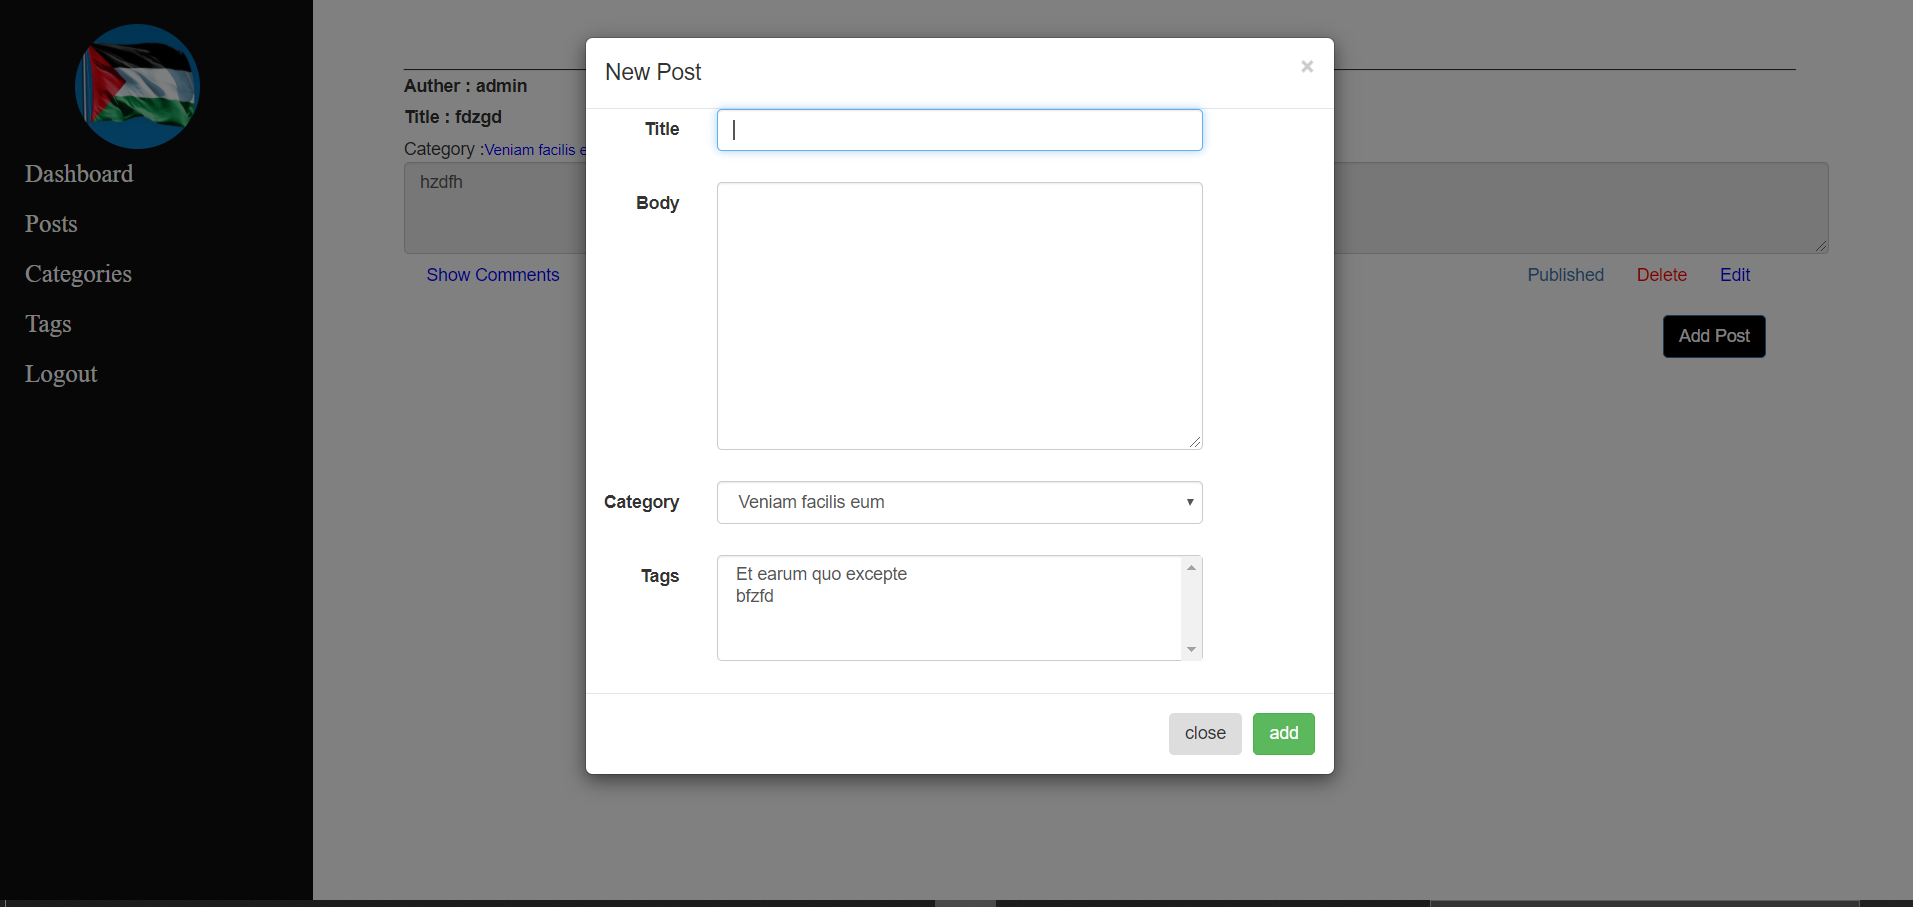 Dashboard
Posts
Categories
Tags
Logout
Auther : admin
Title : fdzgd
Category :Veniam facilis e
hzdfh
Show Comments
Published
Delete
Edit
Add Post
New Post
×
Title
Body
Category
Veniam facilis eum
Tags
Et earum quo excepte
bfzfd
close
add